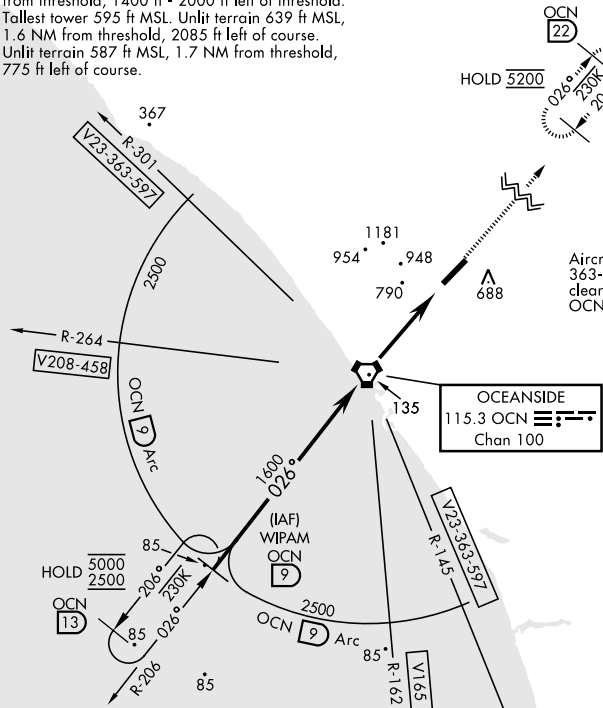 from threshold, 1400 ft - 2000 ft left of threshold.
Tallest tower 595 ft MSL. Unlit terrain 639 ft MSL,
1.6 NM from threshold, 2085 ft left of course.
Unlit terrain 587 ft MSL, 1.7 NM from threshold,
775 ft left of course.
OCN
22
HOLD 5200
026°
230K
367
R-301
V23-363-597
2500
1181
954
948
790
688
Aircr
363-
clear
OCN
R-264
V208-458
OCN 9 Arc
135
OCEANSIDE
115.3 OCN
Chan 100
1600
026°
(IAF)
WIPAM
OCN
9
V23-363-597
R-145
85
HOLD 5000
2500
206°
230K
026°
OCN
13
85
R-206
85
2500
OCN 9 Arc
85
R-162
V165